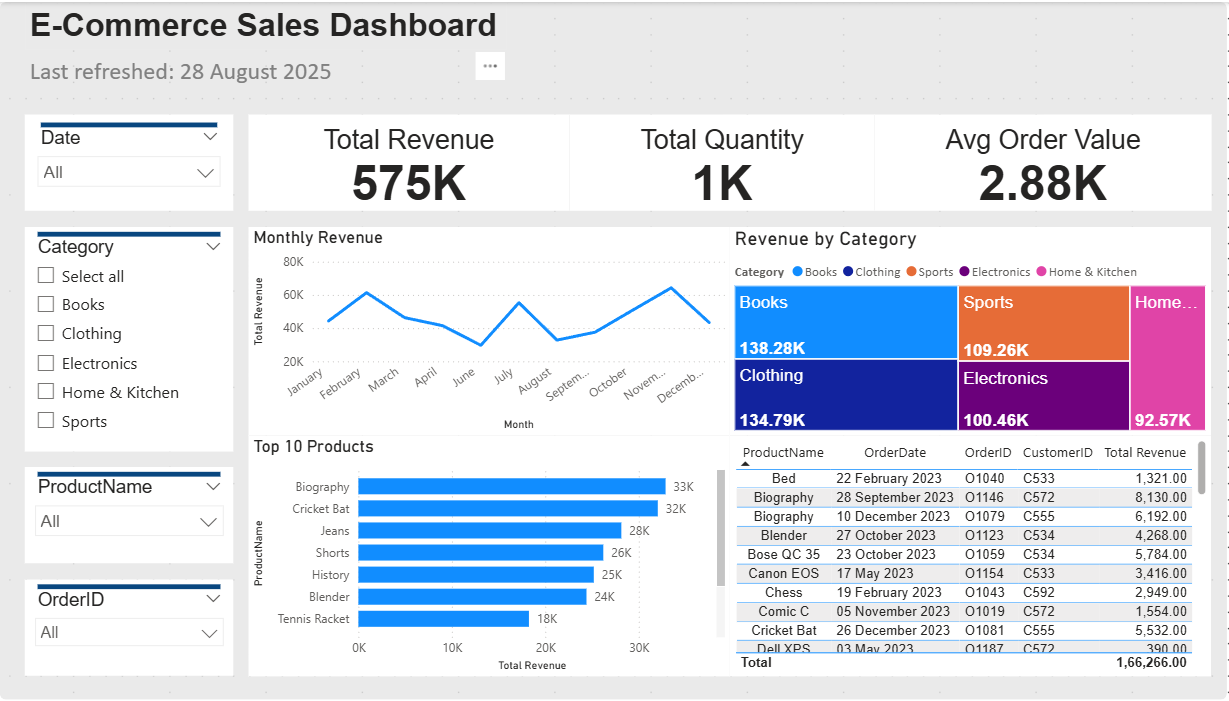 E-Commerce Sales Dashboard
Last refreshed: 28 August 2025
Date
All
Category
Select all
Books
Clothing
Electronics
Home & Kitchen
Sports
ProductName
All
OrderID
All
Total Revenue
575K
Total Quantity
1K
Avg Order Value
2.88K
Monthly Revenue
Total Revenue
80K
60K
40K
20K
January February March April June July August Septem... October Novem... Decemb...
Month
Revenue by Category
Category Books Clothing Sports Electronics Home & Kitchen
Books
138.28K
Clothing
134.79K
Sports
109.26K
Electronics
100.46K
Home...
92.57K
Top 10 Products
ProductName
Biography 33K
Cricket Bat 32K
Jeans 28K
Shorts 26K
History 25K
Blender 24K
Tennis Racket 18K
0K 10K 20K 30K
Total Revenue
ProductName OrderDate OrderID CustomerID Total Revenue
Bed 22 February 2023 O1040 C533 1,321.00
Biography 28 September 2023 O1146 C572 8,130.00
Biography 10 December 2023 O1079 C555 6,192.00
Blender 27 October 2023 O1123 C534 4,268.00
Bose QC 35 23 October 2023 O1059 C534 5,784.00
Canon EOS 17 May 2023 O1154 C533 3,416.00
Chess 19 February 2023 O1043 C592 2,949.00
Comic C 05 November 2023 O1019 C572 1,554.00
Cricket Bat 26 December 2023 O1081 C555 5,532.00
Dell XPS 03 May 2023 O1187 C572 390.00
Total 1,66,266.00